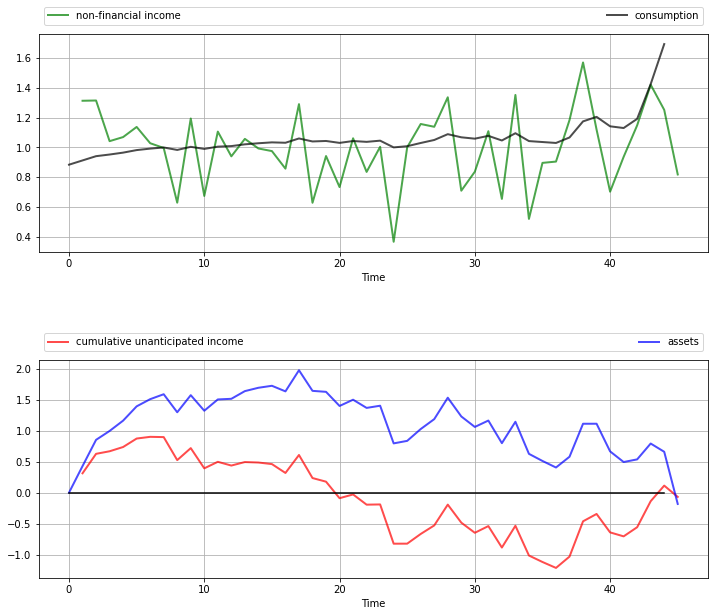 non-financial income consumption
1.6
1.4
1.2
1.0
0.8
0.6
0.4
0 10 20 30 40
Time
cumulative unanticipated income assets
2.0
1.5
1.0
0.5
0.0
−0.5
−1.0
0 10 20 30 40
Time